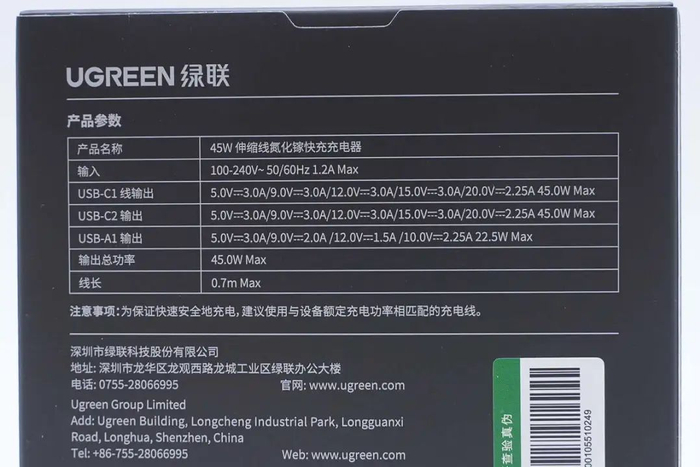 UGREEN 绿联
产品参数
产品名称 45W 伸缩线氮化镓快充充电器
输入 100-240V~ 50/60Hz 1.2A Max
USB-C1 线输出 5.0V⎓3.0A/9.0V⎓3.0A/12.0V⎓3.0A/15.0V⎓3.0A/20.0V⎓2.25A 45.0W Max
USB-C2 输出 5.0V⎓3.0A/9.0V⎓3.0A/12.0V⎓3.0A/15.0V⎓3.0A/20.0V⎓2.25A 45.0W Max
USB-A1 输出 5.0V⎓3.0A/9.0V⎓2.0A /12.0V⎓1.5A /10.0V⎓2.25A 22.5W Max
输出总功率 45.0W Max
线长 0.7m Max
注意事项:为保证快速安全地充电,建议使用与设备额定充电功率相匹配的充电线。
深圳市绿联科技股份有限公司
地址: 深圳市龙华区龙观西路龙城工业区绿联办公大楼
电话: 0755-28066995 官网: www.ugreen.com
Ugreen Group Limited
Add: Ugreen Building, Longcheng Industrial Park, Longguanxi
Road, Longhua, Shenzhen, China
Tel: +86-755-28066995 Web: www.ugreen.com
查验真伪